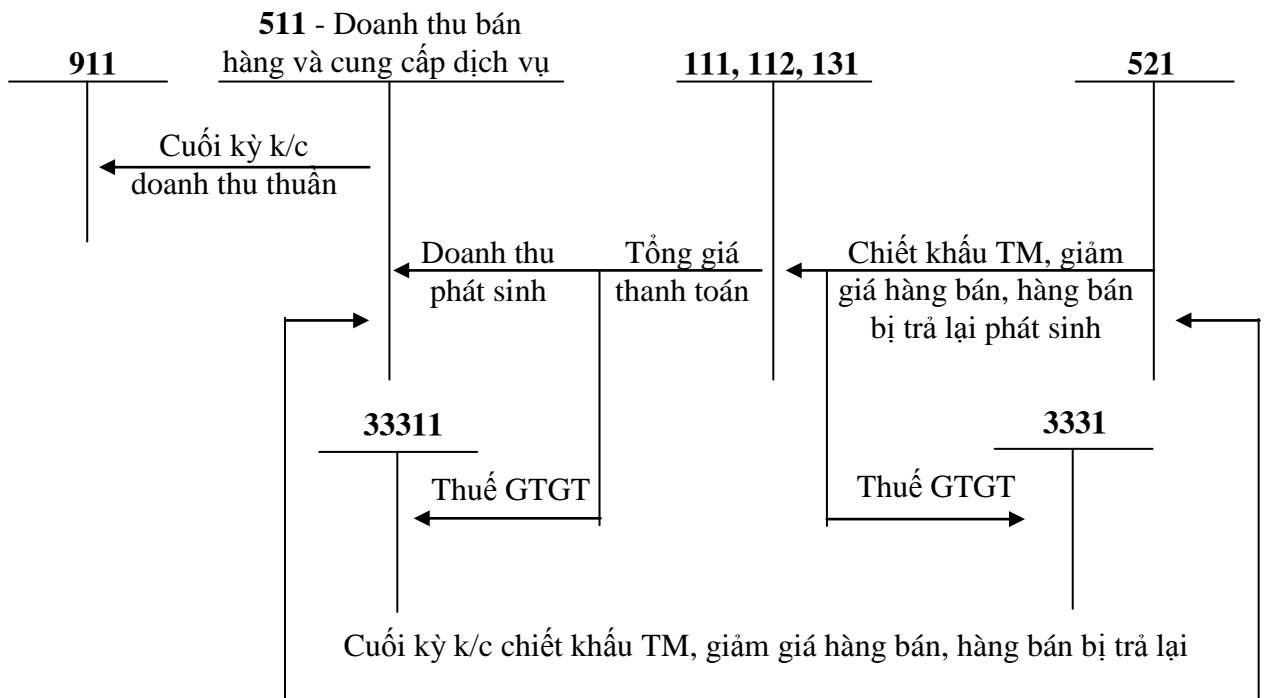 511 - Doanh thu bán
hàng và cung cấp dịch vụ
911
111, 112, 131
521
Cuối kỳ k/c
doanh thu thuần
Doanh thu
phát sinh
Tổng giá
thanh toán
Chiết khấu TM, giảm
giá hàng bán, hàng bán
bị trả lại phát sinh
33311
3331
Thuế GTGT
Thuế GTGT
Cuối kỳ k/c chiết khấu TM, giảm giá hàng bán, hàng bán bị trả lại